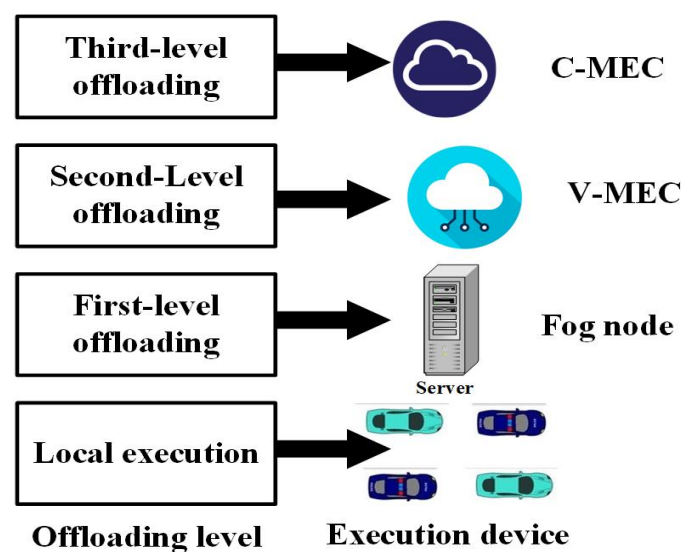 Third-level
offloading
C-MEC
Second-Level
offloading
V-MEC
First-level
offloading
Fog node
Server
Local execution
Offloading level
Execution device